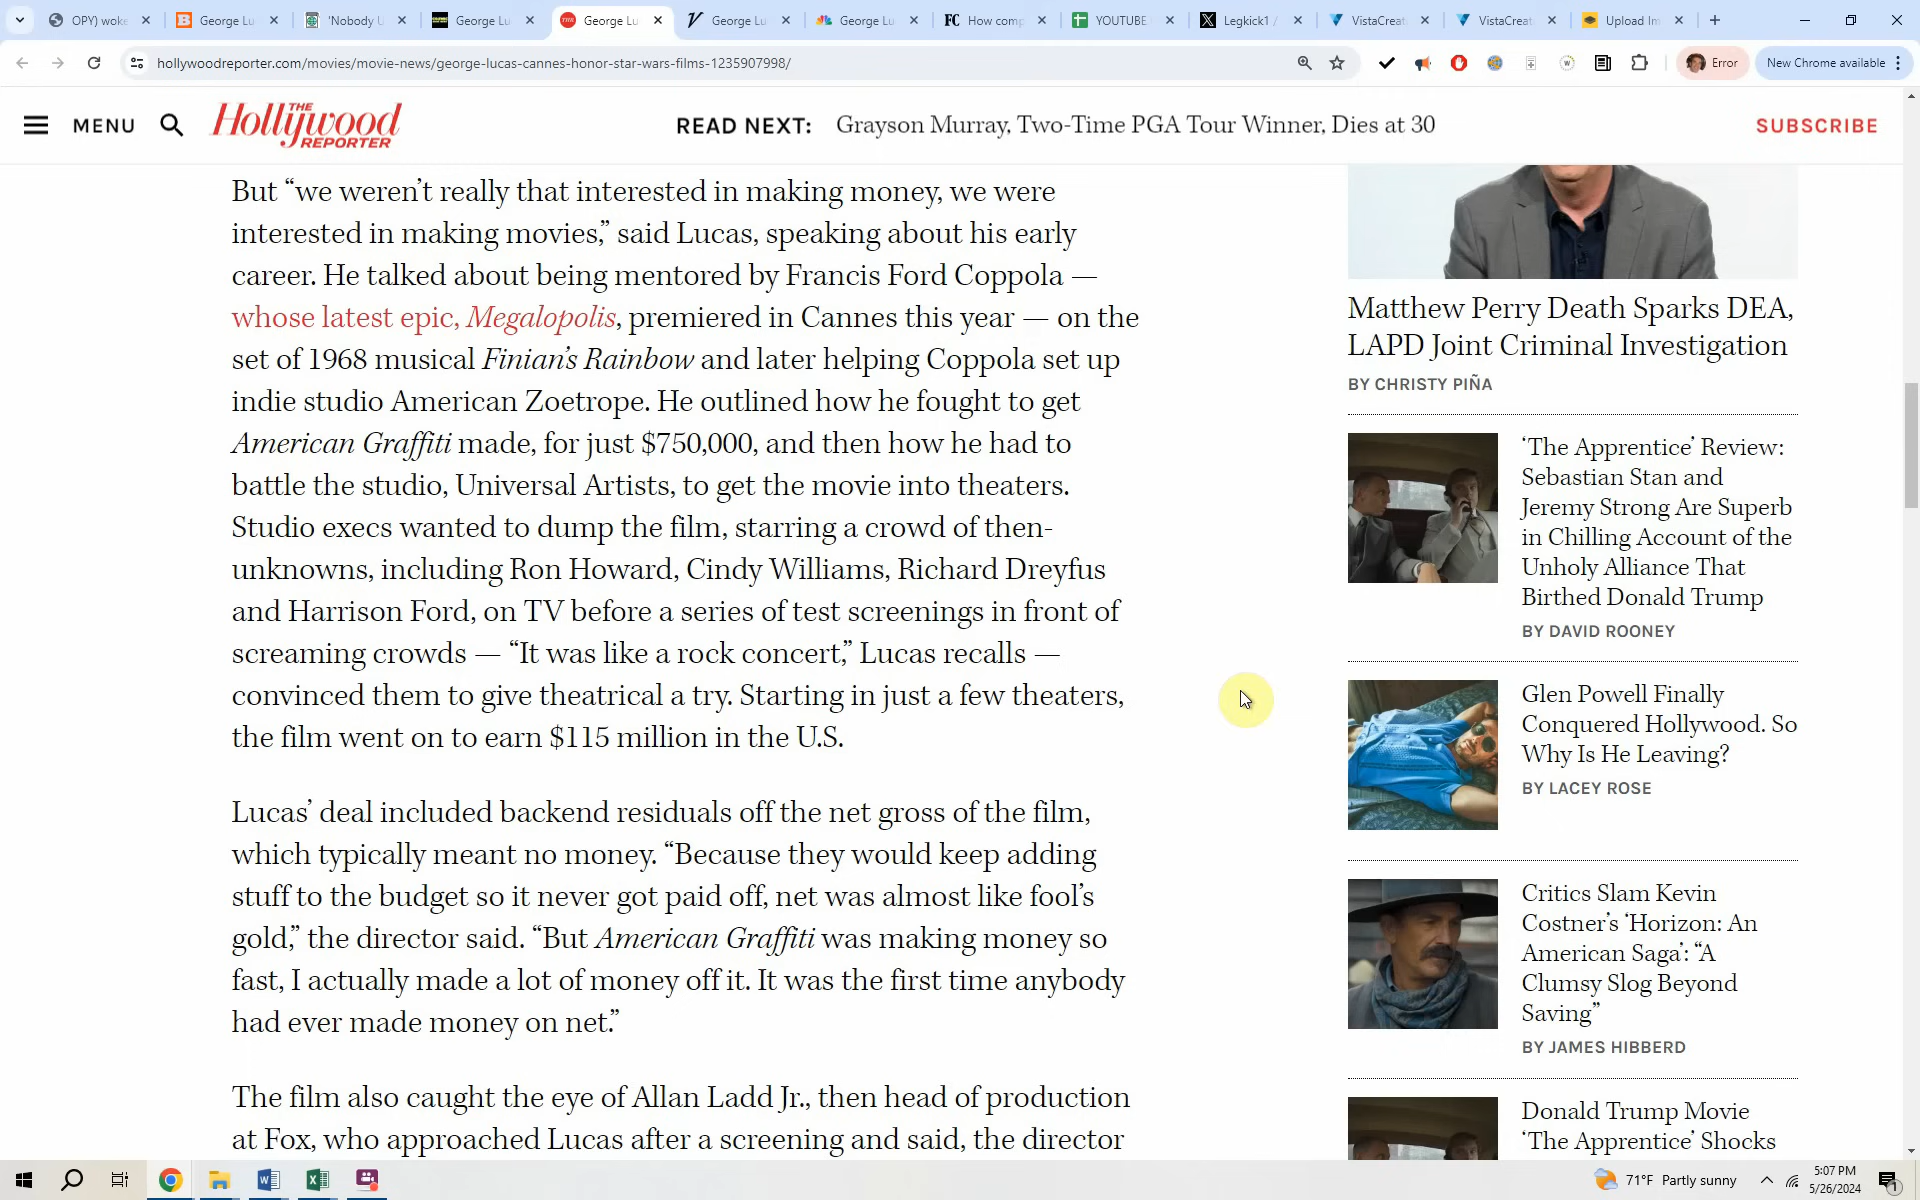 OPY) woke
George Lu
'Nobody U
George Lu
George Lu
George Lu
George Lu
FC How comp
YOUTUBE
Legkick1 /
VistaCreat
VistaCreat
Upload Im
hollywoodreporter.com/movies/movie-news/george-lucas-cannes-honor-star-wars-films-1235907998/
Error
New Chrome available
MENU
THE
Hollywood
REPORTER
READ NEXT: Grayson Murray, Two-Time PGA Tour Winner, Dies at 30
SUBSCRIBE
But “we weren’t really that interested in making money, we were
interested in making movies,” said Lucas, speaking about his early
career. He talked about being mentored by Francis Ford Coppola —
whose latest epic, Megalopolis, premiered in Cannes this year — on the
set of 1968 musical Finian’s Rainbow and later helping Coppola set up
indie studio American Zoetrope. He outlined how he fought to get
American Graffiti made, for just $750,000, and then how he had to
battle the studio, Universal Artists, to get the movie into theaters.
Studio execs wanted to dump the film, starring a crowd of then-
unknowns, including Ron Howard, Cindy Williams, Richard Dreyfus
and Harrison Ford, on TV before a series of test screenings in front of
screaming crowds — “It was like a rock concert,” Lucas recalls —
convinced them to give theatrical a try. Starting in just a few theaters,
the film went on to earn $115 million in the U.S.
Lucas’ deal included backend residuals off the net gross of the film,
which typically meant no money. “Because they would keep adding
stuff to the budget so it never got paid off, net was almost like fool’s
gold,” the director said. “But American Graffiti was making money so
fast, I actually made a lot of money off it. It was the first time anybody
had ever made money on net.”
The film also caught the eye of Allan Ladd Jr., then head of production
at Fox, who approached Lucas after a screening and said, the director
Matthew Perry Death Sparks DEA,
LAPD Joint Criminal Investigation
BY CHRISTY PIÑA
‘The Apprentice’ Review:
Sebastian Stan and
Jeremy Strong Are Superb
in Chilling Account of the
Unholy Alliance That
Birthed Donald Trump
BY DAVID ROONEY
Glen Powell Finally
Conquered Hollywood. So
Why Is He Leaving?
BY LACEY ROSE
Critics Slam Kevin
Costner’s ‘Horizon: An
American Saga’: “A
Clumsy Slog Beyond
Saving”
BY JAMES HIBBERD
Donald Trump Movie
‘The Apprentice’ Shocks
71°F Partly sunny
5:07 PM
5/26/2024
1